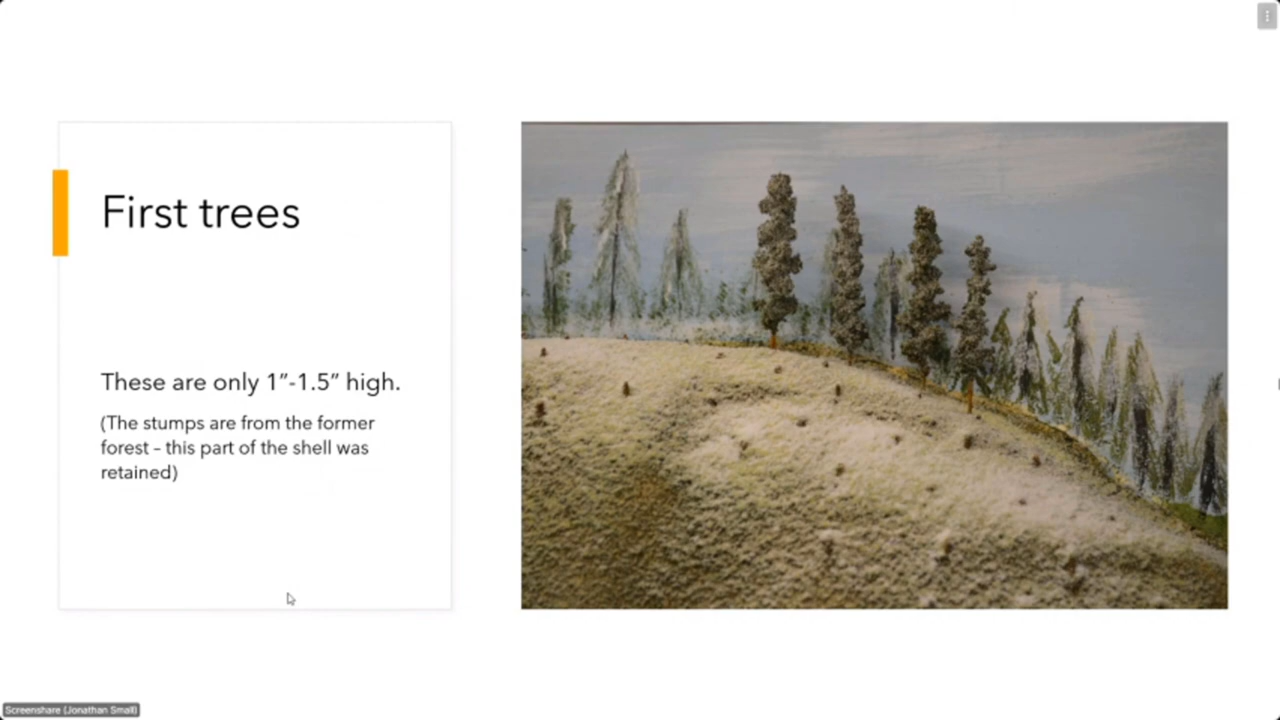 First trees
These are only 1”-1.5” high.
(The stumps are from the former
forest – this part of the shell was
retained)
Screenshare (Jonathan Small)